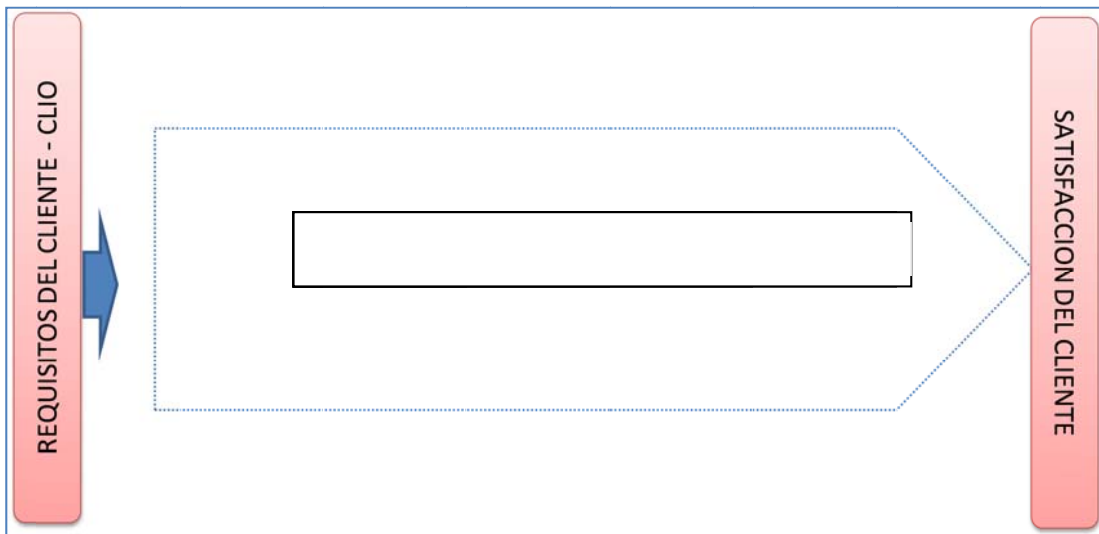 REQUISITOS DEL CLIENTE - CLIO
SATISFACCION DEL CLIENTE